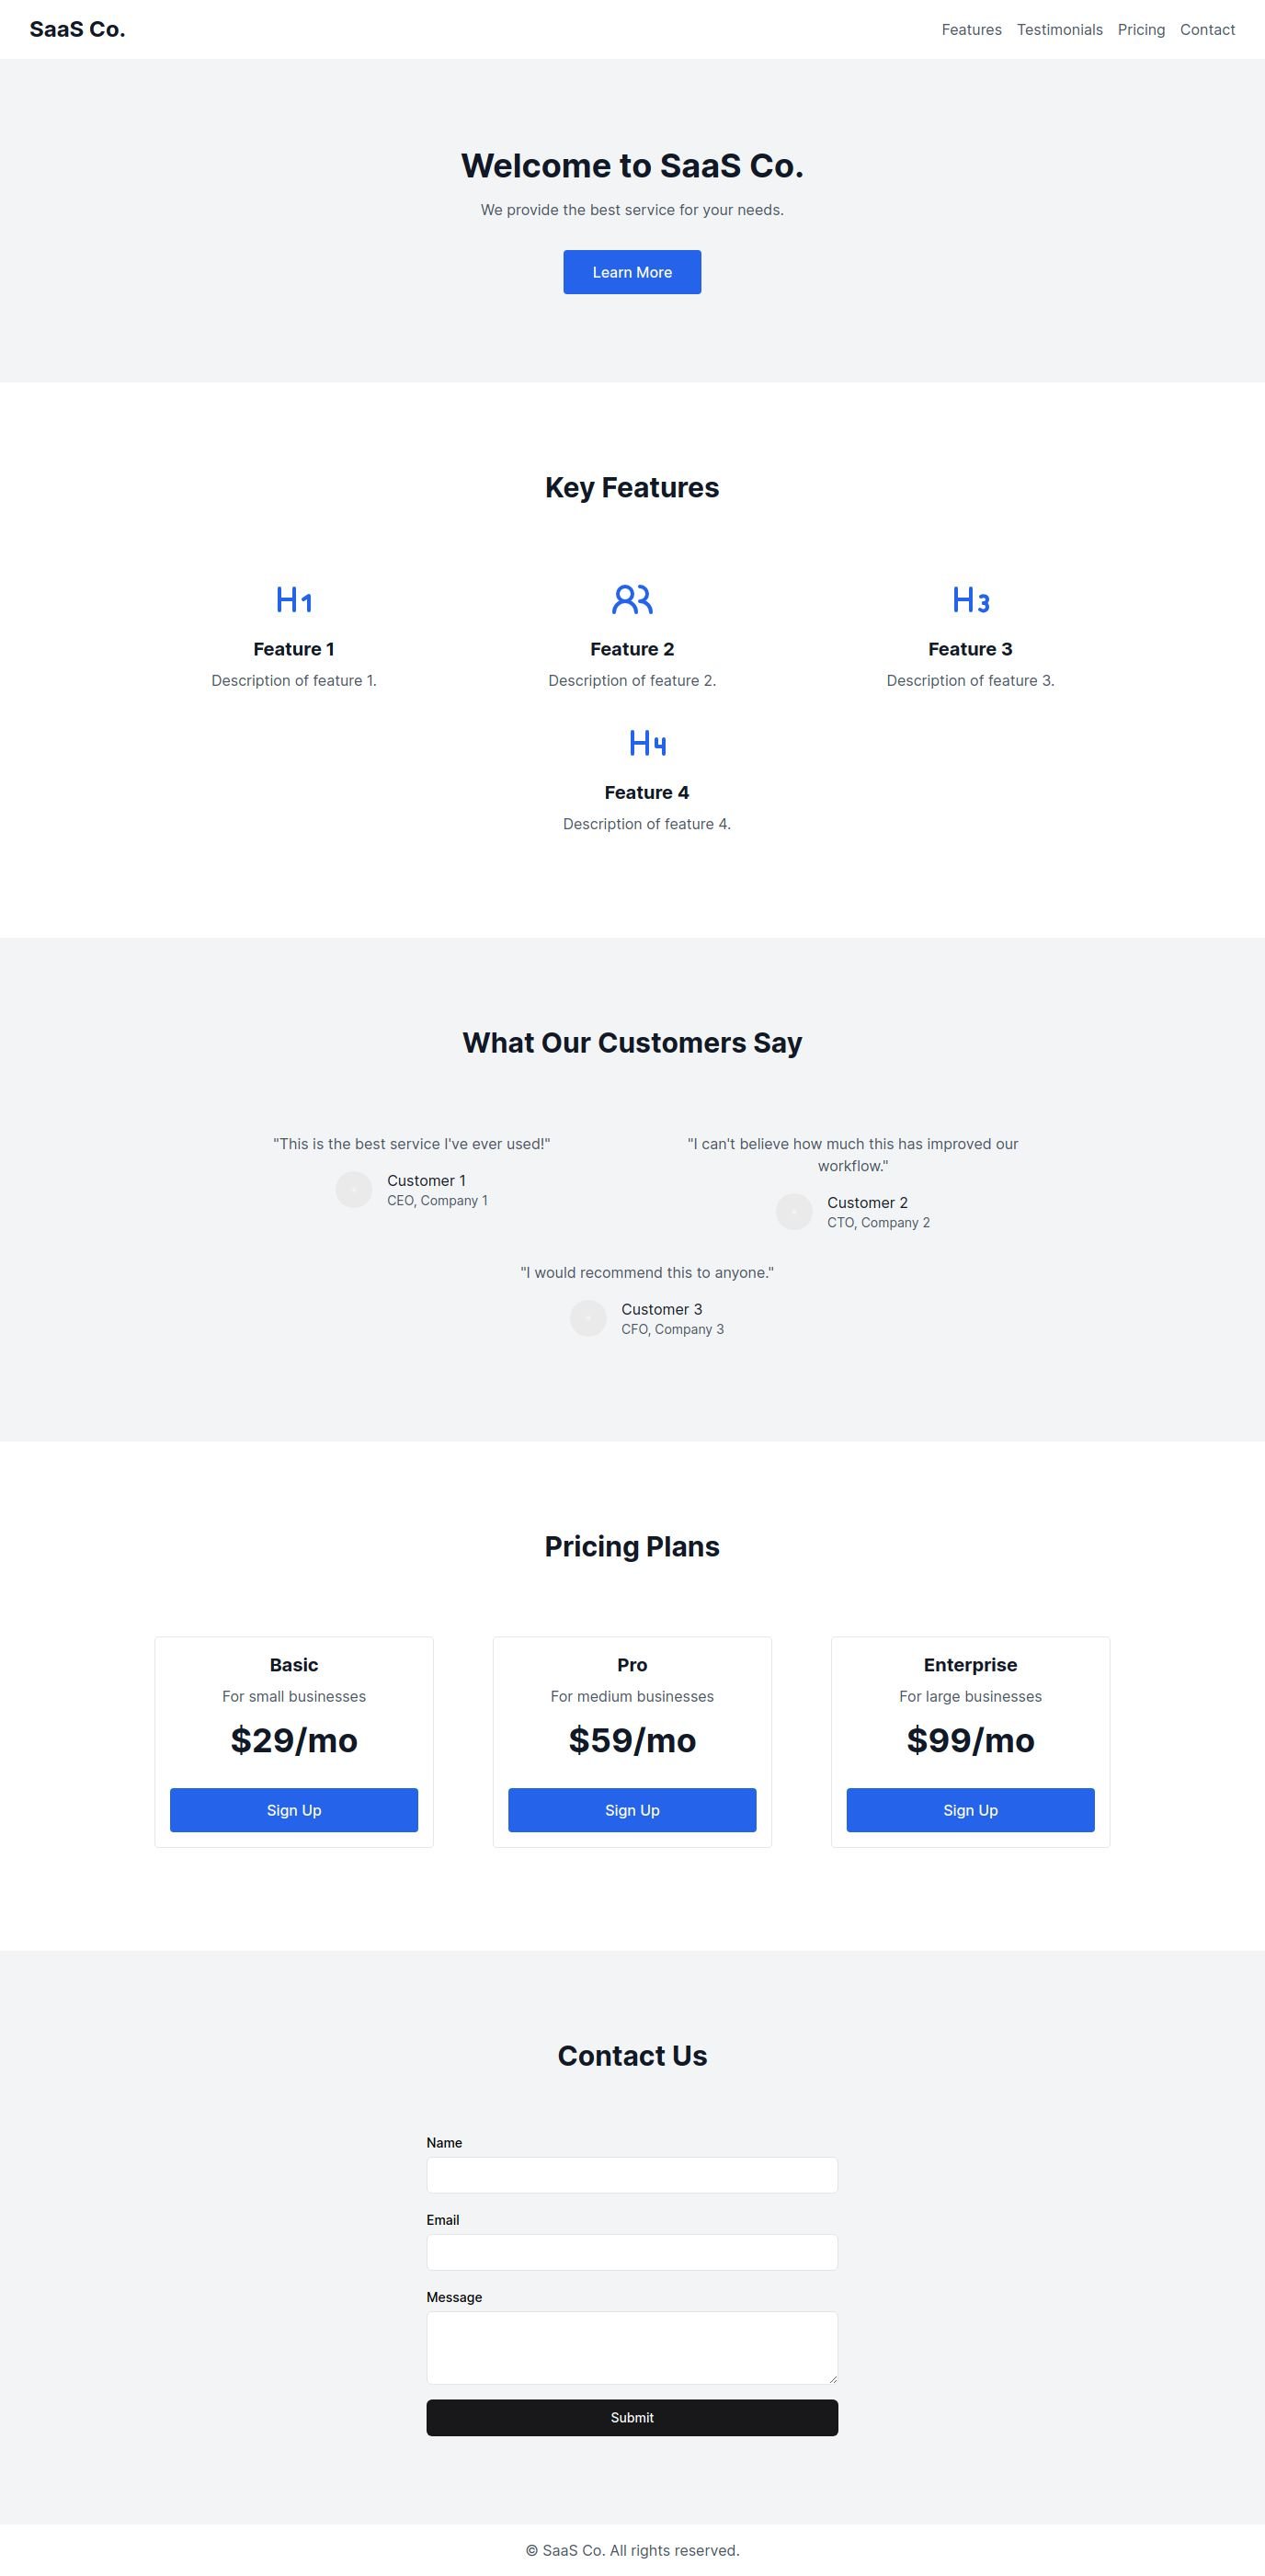 SaaS Co.
Features
Testimonials
Pricing
Contact
Welcome to SaaS Co.
We provide the best service for your needs.
Learn More
Key Features
H1
Feature 1
Description of feature 1.
Feature 2
Description of feature 2.
H3
Feature 3
Description of feature 3.
H4
Feature 4
Description of feature 4.
What Our Customers Say
"This is the best service I've ever used!"
Customer 1
CEO, Company 1
"I can't believe how much this has improved our
workflow."
Customer 2
CTO, Company 2
"I would recommend this to anyone."
Customer 3
CFO, Company 3
Pricing Plans
Basic
For small businesses
$29/mo
Sign Up
Pro
For medium businesses
$59/mo
Sign Up
Enterprise
For large businesses
$99/mo
Sign Up
Contact Us
Name
Email
Message
Submit
© SaaS Co. All rights reserved.